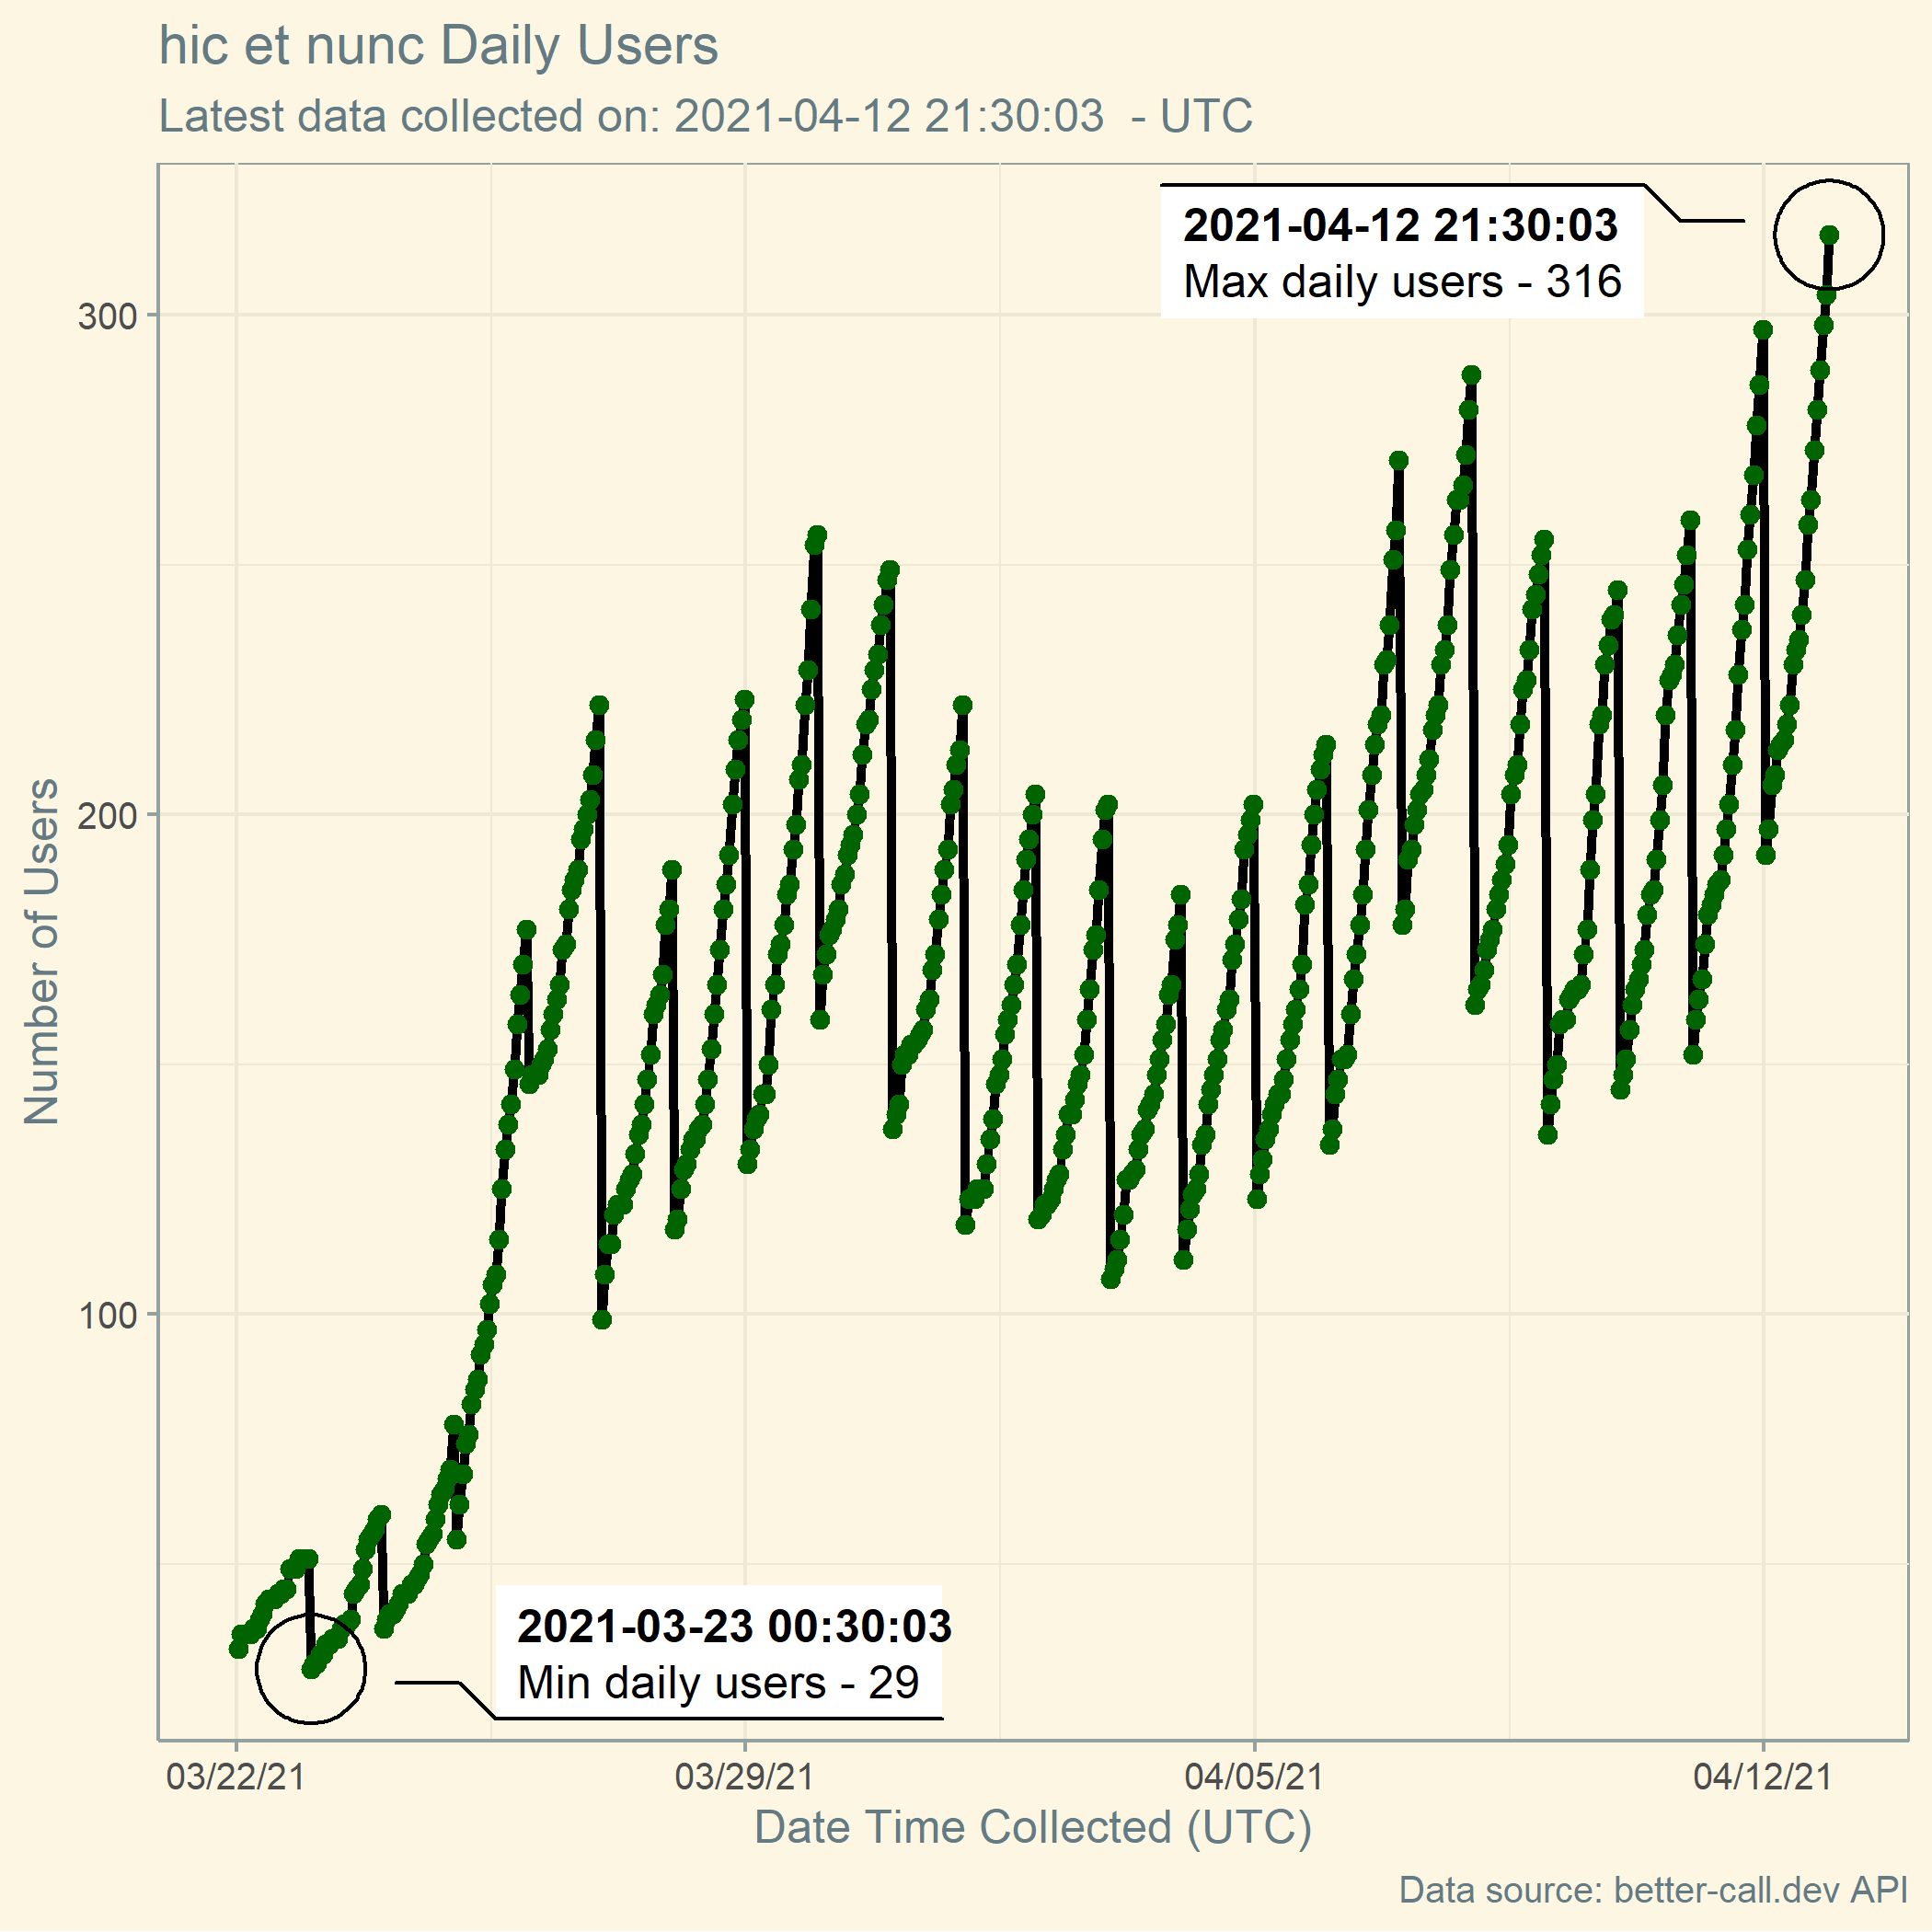 hic et nunc Daily Users
Latest data collected on: 2021-04-12 21:30:03  - UTC
2021-04-12 21:30:03
Max daily users - 316
300
200
100
Number of Users
2021-03-23 00:30:03
Min daily users - 29
03/22/21 03/29/21 04/05/21 04/12/21
Date Time Collected (UTC)
Data source: better-call.dev API